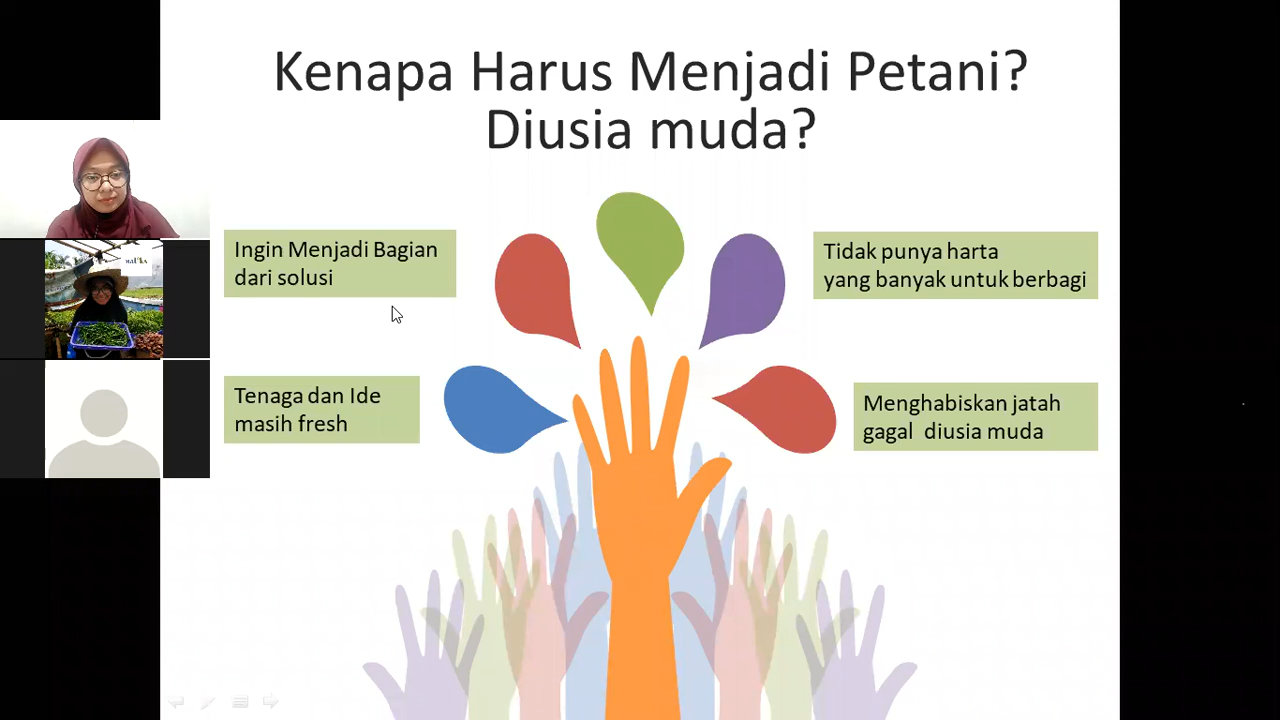 Kenapa Harus Menjadi Petani?
Diusia muda?
Ingin Menjadi Bagian
dari solusi
Tenaga dan Ide
masih fresh
Tidak punya harta
yang banyak untuk berbagi
Menghabiskan jatah
gagal diusia muda